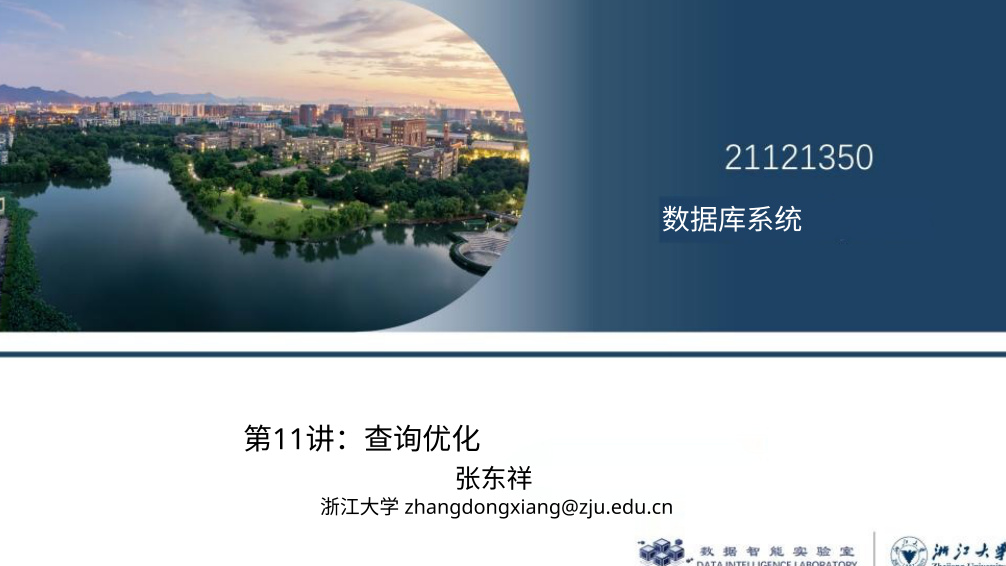 21121350
数据库系统
第11讲：查询优化
张东祥
浙江大学 zhangdongxiang@zju.edu.cn
数据智能实验室
DATA INTELLIGENCE LABORATORY
浙江大学
Zhejiang University